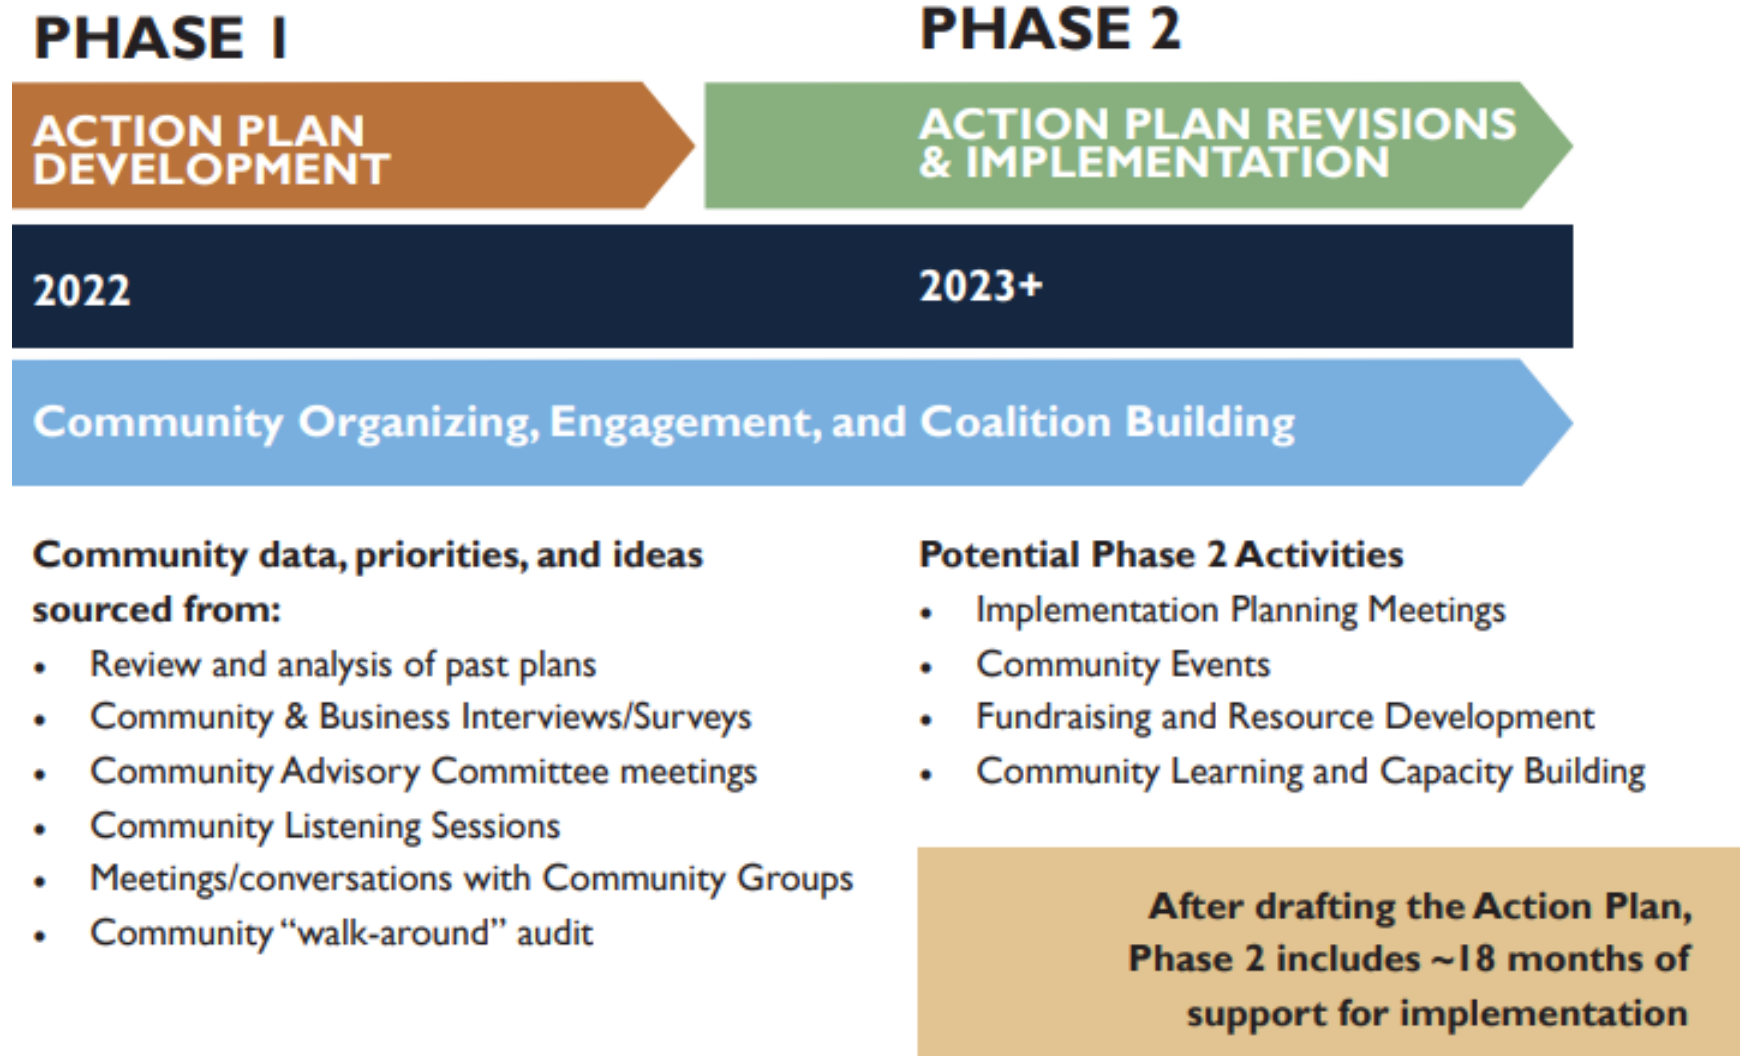 PHASE 1
ACTION PLAN
DEVELOPMENT
PHASE 2
ACTION PLAN REVISIONS
& IMPLEMENTATION
2022
2023+
Community Organizing, Engagement, and Coalition Building
Community data, priorities, and ideas
sourced from:
• Review and analysis of past plans
• Community & Business Interviews/Surveys
• Community Advisory Committee meetings
• Community Listening Sessions
• Meetings/conversations with Community Groups
• Community “walk-around” audit
Potential Phase 2 Activities
• Implementation Planning Meetings
• Community Events
• Fundraising and Resource Development
• Community Learning and Capacity Building
After drafting the Action Plan,
Phase 2 includes ~18 months of
support for implementation